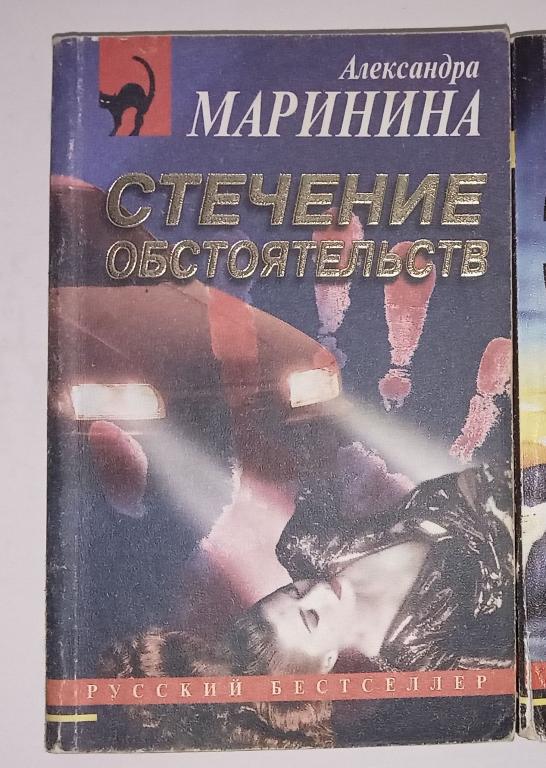 Александра
МАРИНИНА
СТЕЧЕНИЕ
ОБСТОЯТЕЛЬСТВ
РУССКИЙ БЕСТСЕЛЛЕР